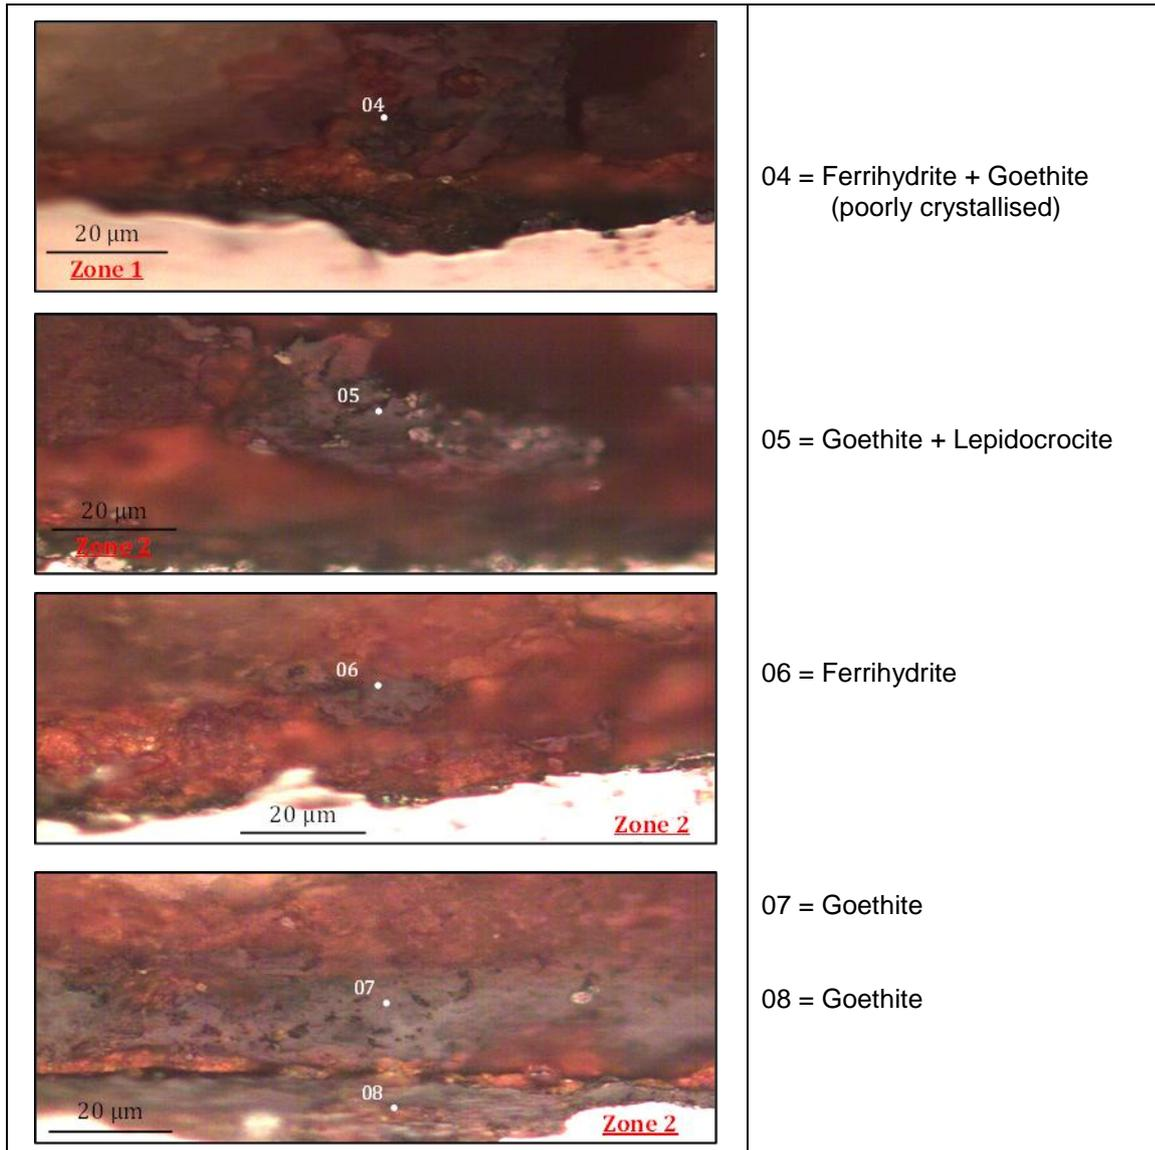 04
20 μm
Zone 1
04 = Ferrihydrite + Goethite
(poorly crystallised)
05
20 μm
Zone 2
05 = Goethite + Lepidocrocite
06
20 μm
Zone 2
06 = Ferrihydrite
07
08
20 μm
Zone 2
07 = Goethite
08 = Goethite